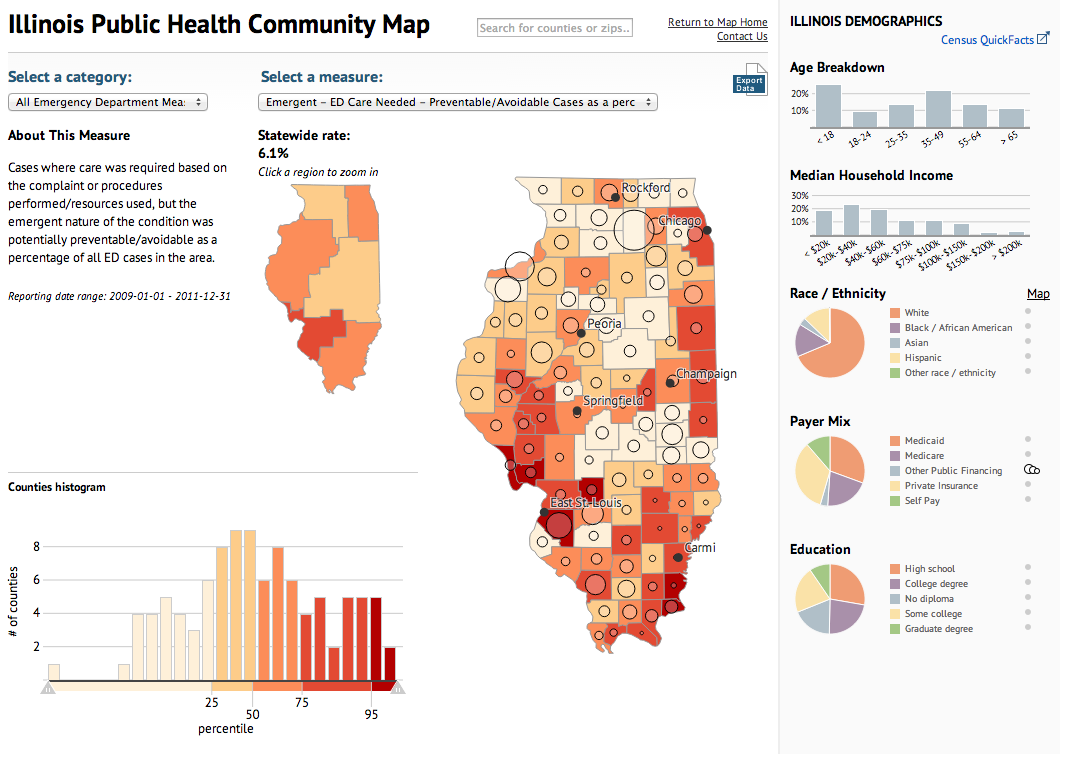 Illinois Public Health Community Map
Search for counties or zips..
Return to Map Home
Contact Us
Select a category:
Select a measure:
Export
Data
All Emergency Department Mea:
Emergent – ED Care Needed – Preventable/Avoidable Cases as a perc
About This Measure
Cases where care was required based on
the complaint or procedures
performed/resources used, but the
emergent nature of the condition was
potentially preventable/avoidable as a
percentage of all ED cases in the area.
Reporting date range: 2009-01-01 - 2011-12-31
Statewide rate:
6.1%
Click a region to zoom in
Rockford
Chicago
Peoria
Champaign
Springfield
East St-Louis
Carmi
Counties histogram
# of counties
8
6
4
2
25
50
75
95
percentile
ILLINOIS DEMOGRAPHICS
Census QuickFacts
Age Breakdown
20%
10%
< 18
18-24
25-35
35-49
55-64
> 65
Median Household Income
30%
20%
10%
< $20k
$20k-$40k
$40k-$60k
$60k-$75k
$75k-$100k
$100k-$150k
$150k-$200k
> $200k
Race / Ethnicity
Map
White
Black / African American
Asian
Hispanic
Other race / ethnicity
Payer Mix
Medicaid
Medicare
Other Public Financing
Private Insurance
Self Pay
Education
High school
College degree
No diploma
Some college
Graduate degree